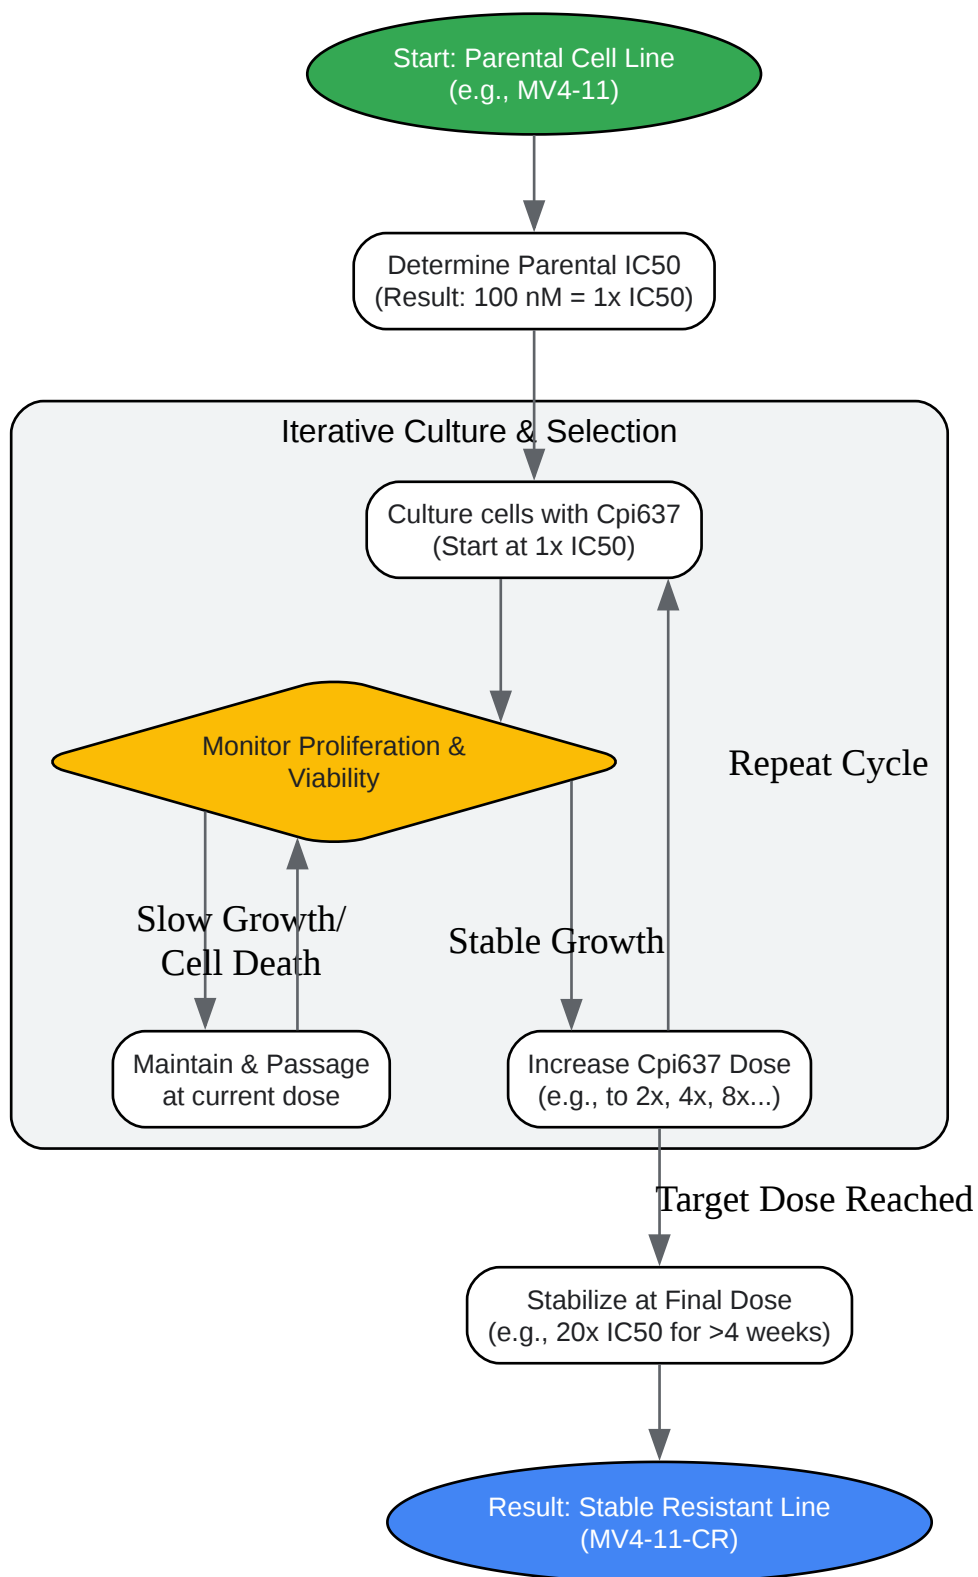 Start: Parental Cell Line
(e.g., MV4-11)
Determine Parental IC50
(Result: 100 nM = 1x IC50)
Iterative Culture & Selection
Culture cells with Cpi637
(Start at 1x IC50)
Monitor Proliferation &
Viability
Repeat Cycle
Slow Growth/
Cell Death
Stable Growth
Maintain & Passage
at current dose
Increase Cpi637 Dose
(e.g., to 2x, 4x, 8x...)
Target Dose Reached
Stabilize at Final Dose
(e.g., 20x IC50 for >4 weeks)
Result: Stable Resistant Line
(MV4-11-CR)